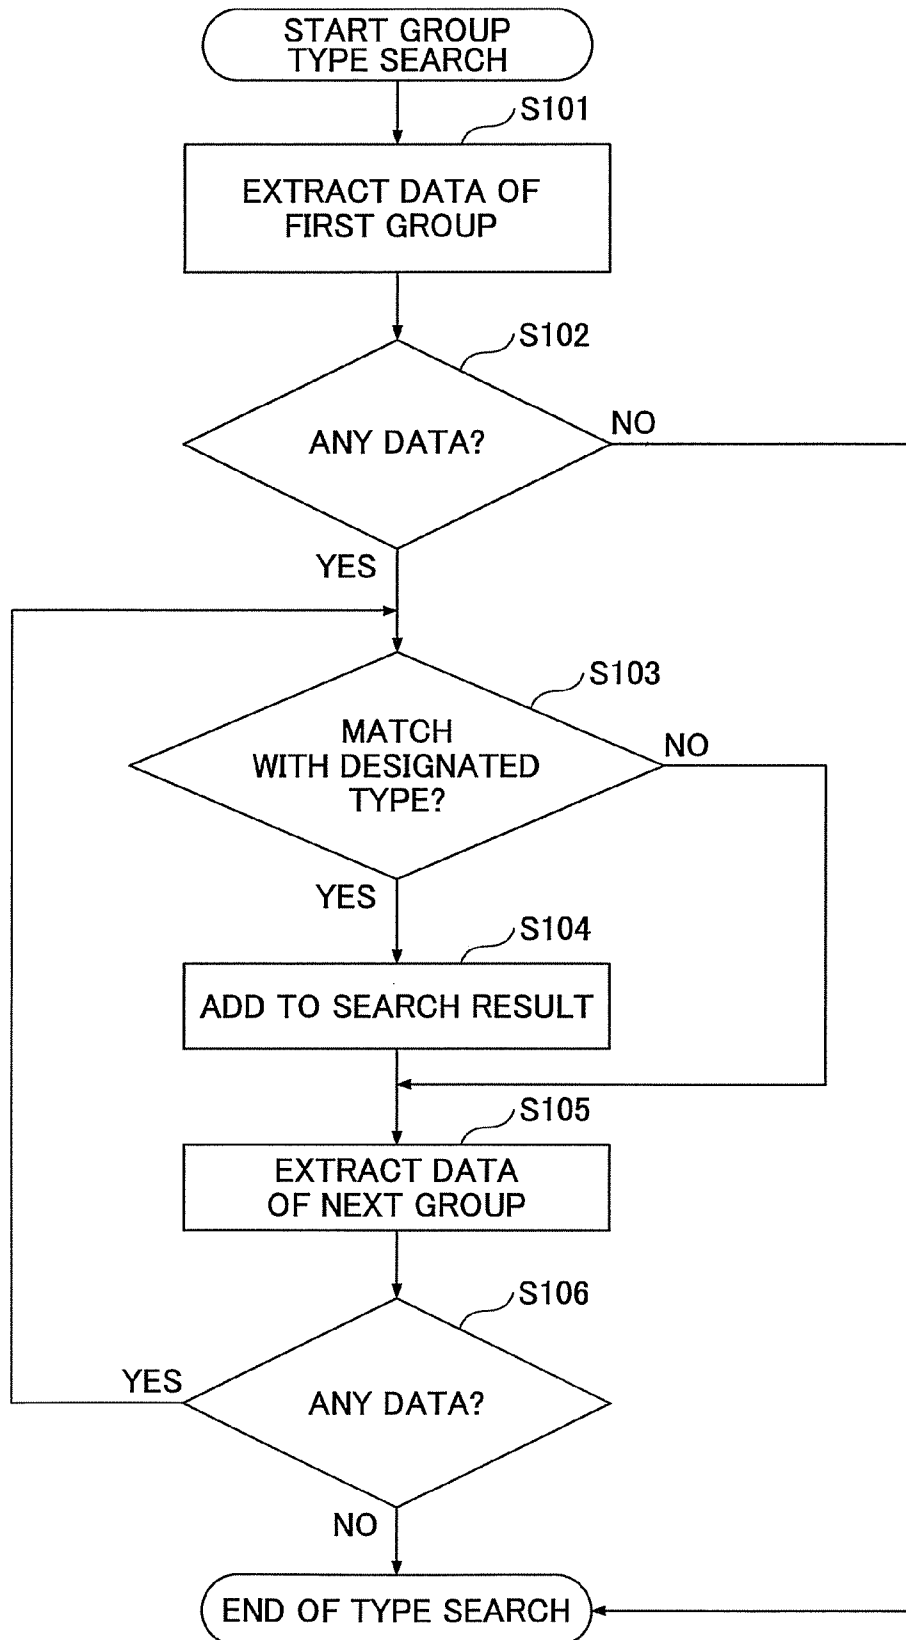 START GROUP
TYPE SEARCH
S101
EXTRACT DATA OF
FIRST GROUP
S102
ANY DATA?
NO
YES
S103
MATCH
WITH DESIGNATED
TYPE?
NO
YES
S104
ADD TO SEARCH RESULT
S105
EXTRACT DATA
OF NEXT GROUP
S106
YES
ANY DATA?
NO
END OF TYPE SEARCH